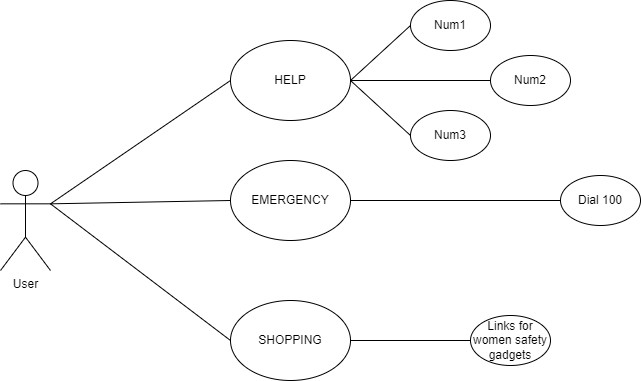 Num1
HELP
Num2
Num3
EMERGENCY
Dial 100
User
SHOPPING
Links for
women safety
gadgets